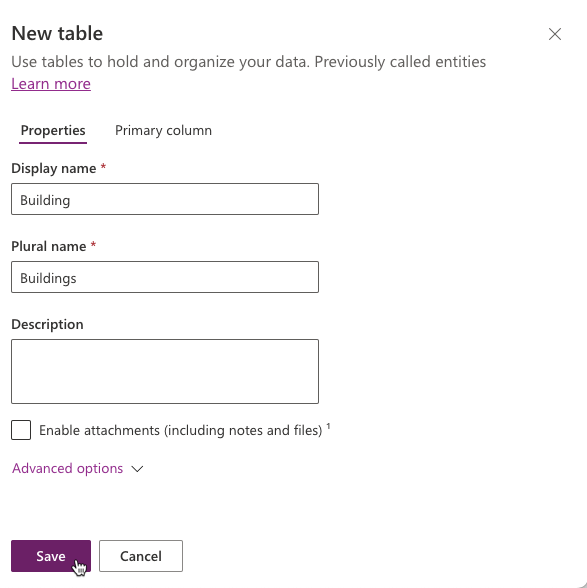 New table
Use tables to hold and organize your data. Previously called entities
Learn more
Properties Primary column
Display name *
Building
Plural name *
Buildings
Description
Enable attachments (including notes and files) ¹
Advanced options
Save Cancel